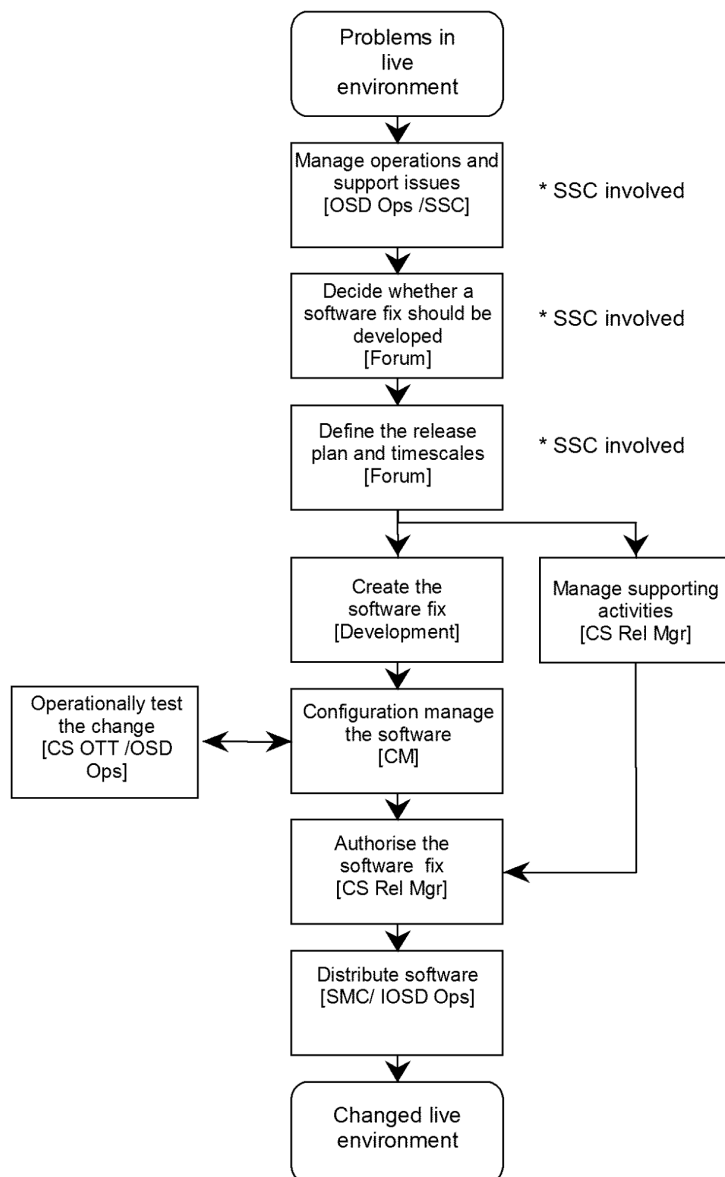 Problems in
live
environment
Manage operations and
support issues
[OSD Ops /SSC]
* SSC involved
Decide whether a
software fix should be
developed
[Forum]
* SSC involved
Define the release
plan and timescales
[Forum]
* SSC involved
Create the
software fix
[Development]
Manage supporting
activities
[CS Rel Mgr]
Operationally test
the change
[CS OTT /OSD
Ops]
Configuration manage
the software
[CM]
Authorise the
software fix
[CS Rel Mgr]
Distribute software
[SMC/ IOSD Ops]
Changed live
environment